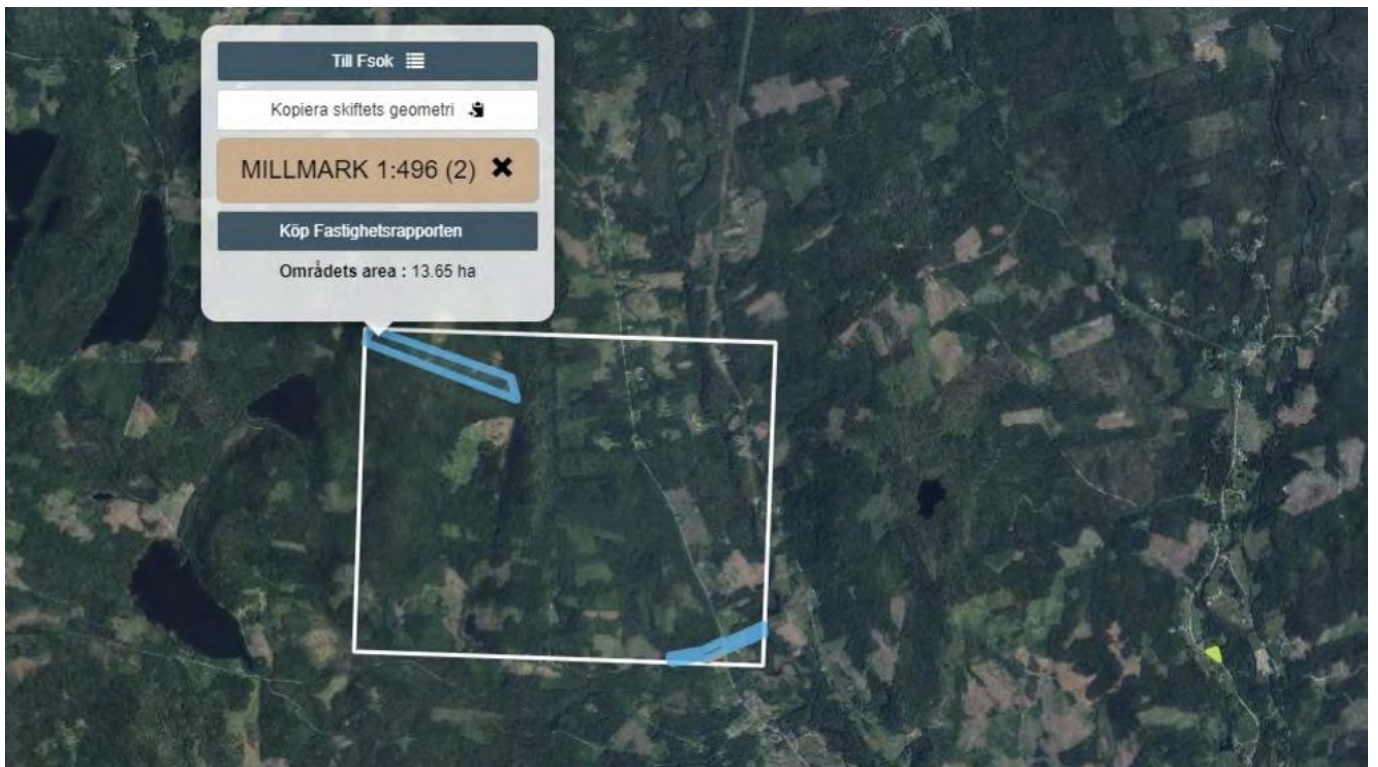 Till Fsok
Kopiera skiftets geometri
MILLMARK 1:496 (2)
Köp Fastighetsrapporten
Områdets area : 13.65 ha